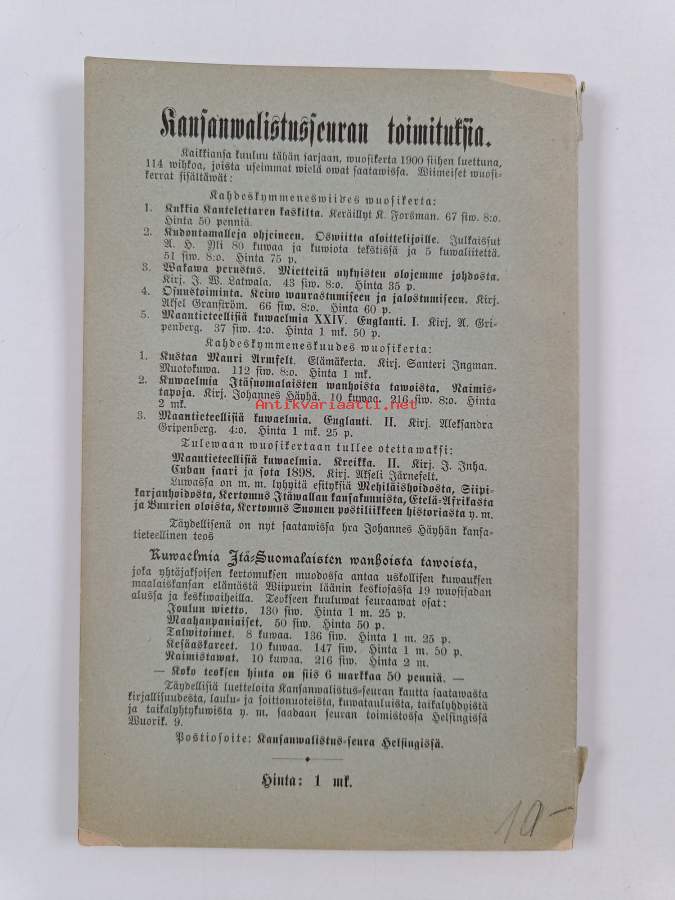 Kansanwalistusseuran toimituksia.
Kaikkiansa kuuluu tähän sarjaan, wuosikerta 1900 siihen luettuna,
114 wihkoa, joista useimmat wielä owat saatawissa. Wiimeiset wuosi-
kerrat sisältäwät:
Kahdeskymmeneswiides wuosikerta:
1. Kukkia Kantelettaren kaskilta. Keräillyt K. Forsman. 67 siw. 8:o.
Hinta 50 penniä.
2. Kudontamalleja ohjeineen. Oswiitta aloittelijoille. Julkaissut
A. H. Yli 80 kuwaa ja kuwiota tekstissä ja 5 kuwaliitettä.
51 siw. 8:o. Hinta 75 p.
3. Wakawa perustus. Mietteitä nykyisten olojemme johdosta.
Kirj. J. W. Latwala. 43 siw. 8:o. Hinta 35 p.
4. Osuustoiminta. Keino waurastumiseen ja jalostumiseen. Kirj.
Aksel Granström. 66 siw. 8:o. Hinta 60 p.
5. Maantieteellisiä kuwaelmia XXIV. Englanti. I. Kirj. A. Gri-
penberg. 37 siw. 4:o. Hinta 1 mk. 50 p.
Kahdeskymmeneskuudes wuosikerta:
1. Kustaa Mauri Armfelt. Elämäkerta. Kirj. Santeri Ingman.
Muotokuwa. 112 siw. 8:o. Hinta 1 mk.
2. Kuwaelmia Itäsuomalaisten wanhoista tawoista. Naimis-
tapoja. Kirj. Johannes Häyhä. 10 kuwaa. 216 siw. 8:o. Hinta
2 mk.
Antikvariaatti.net
3. Maantieteellisiä kuwaelmia. Englanti. II. Kirj. Aleksandra
Gripenberg. 4:o. Hinta 1 mk. 25 p.
Tulewaan wuosikertaan tullee otettawaksi:
Maantieteellisiä kuwaelmia. Kreikka. II. Kirj. J. Inha.
Cuban saari ja sota 1898. Kirj. Akseli Järnefelt.
Luwassa on m. m. lyhyitä esityksiä Mehiläishoidosta, Siipi-
karjanhoidosta, Kertomus Itäwallan kansakunnista, Etelä-Afrikasta
ja Buurien oloista, Kertomus Suomen postiliikkeen historiasta y. m.
Täydellisenä on nyt saatawissa hra Johannes Häyhän kansa-
tieteellinen teos
Kuwaelmia Itä-Suomalaisten wanhoista tawoista,
joka yhtäjaksoisen kertomuksen muodossa antaa uskollisen kuwauksen
maalaiskansan elämästä Wiipurin läänin keskiosassa 19 wuosisadan
alussa ja keskiwaiheilla. Teokseen kuuluwat seuraawat osat:
Joulun wietto. 130 siw. Hinta 1 m. 25 p.
Maahanpaniaiset. 50 siw. Hinta 50 p.
Talwitoimet. 8 kuwaa. 136 siw. Hinta 1 m. 25 p.
Kesäaskareet. 10 kuwaa. 147 siw. Hinta 1 m. 50 p.
Naimistawat. 10 kuwaa. 216 siw. Hinta 2 m.
— Koko teoksen hinta on siis 6 markkaa 50 penniä. —
Täydellisiä luetteloita Kansanwalistus-seuran kautta saatawasta
kirjallisuudesta, laulu- ja soittonuoteista, kuwatauluista, taikalyhdyistä
ja taikalyhtykuwista y. m. saadaan seuran toimistossa Helsingissä
Wuorik. 9.
Postiosoite: Kansanwalistus-seura Helsingissä.
Hinta: 1 mk.
10-